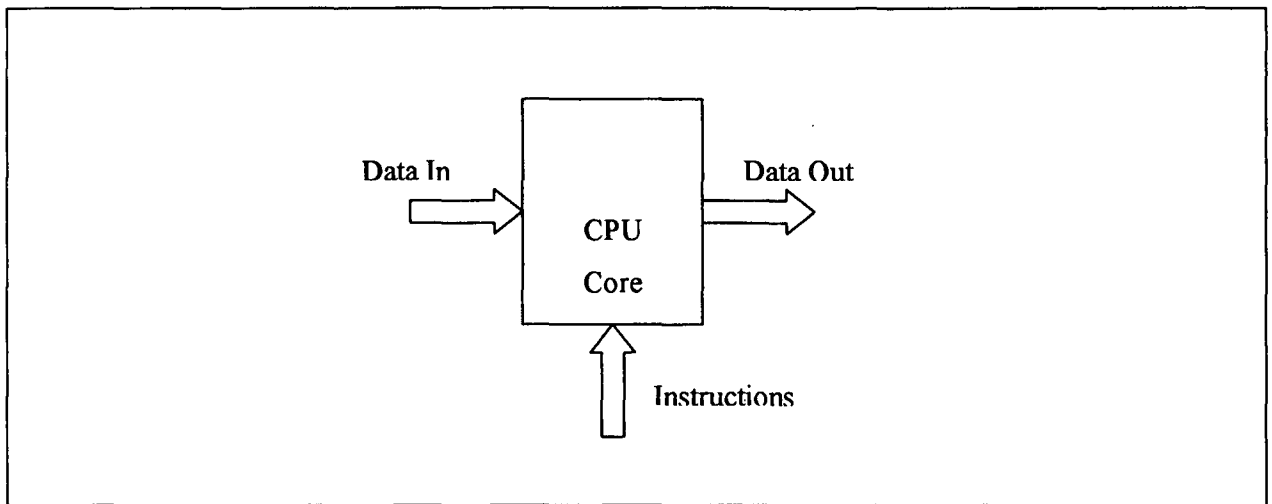 Data In
Data Out
CPU
Core
Instructions